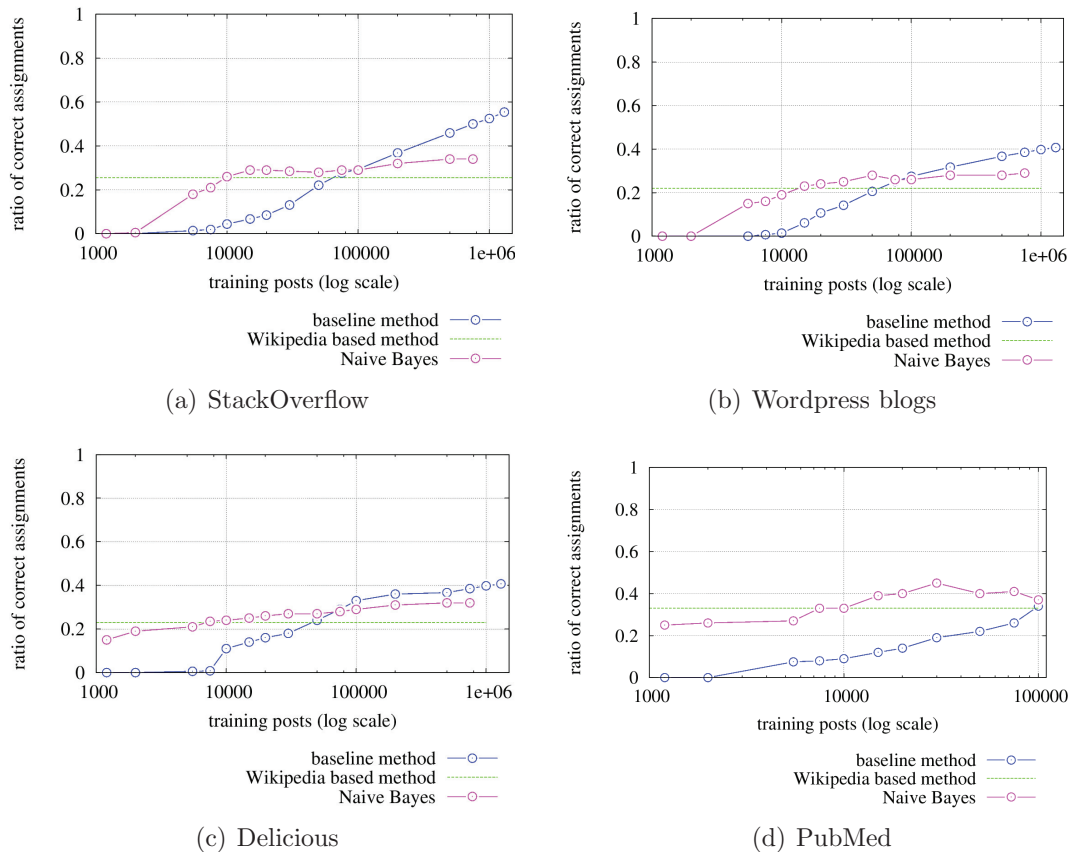 ratio of correct assignments
1
0.8
0.6
0.4
0.2
0
1000 10000 100000 1e+06
training posts (log scale)
baseline method
Wikipedia based method
Naive Bayes
(a) StackOverflow
ratio of correct assignments
1
0.8
0.6
0.4
0.2
0
1000 10000 100000 1e+06
training posts (log scale)
baseline method
Wikipedia based method
Naive Bayes
(b) Wordpress blogs
ratio of correct assignments
1
0.8
0.6
0.4
0.2
0
1000 10000 100000 1e+06
training posts (log scale)
baseline method
Wikipedia based method
Naive Bayes
(c) Delicious
ratio of correct assignments
1
0.8
0.6
0.4
0.2
0
1000 10000 100000
training posts (log scale)
baseline method
Wikipedia based method
Naive Bayes
(d) PubMed